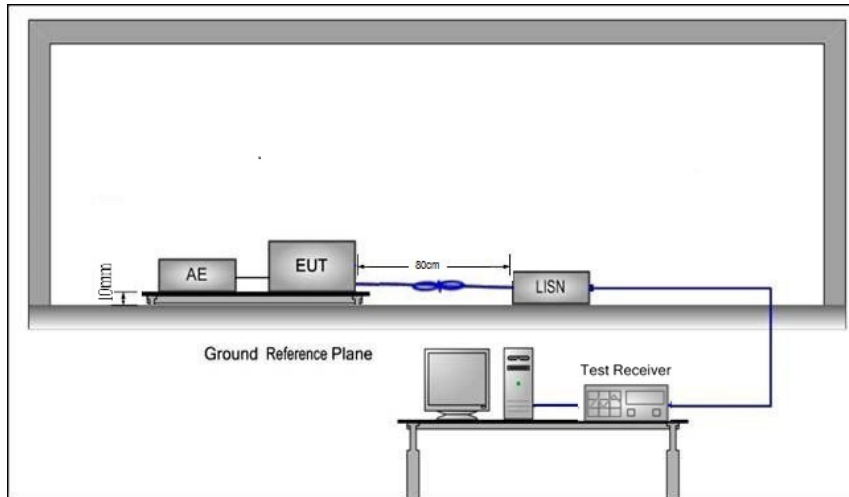 AE
EUT
80cm
LISN
10mm
Ground Reference Plane
Test Receiver